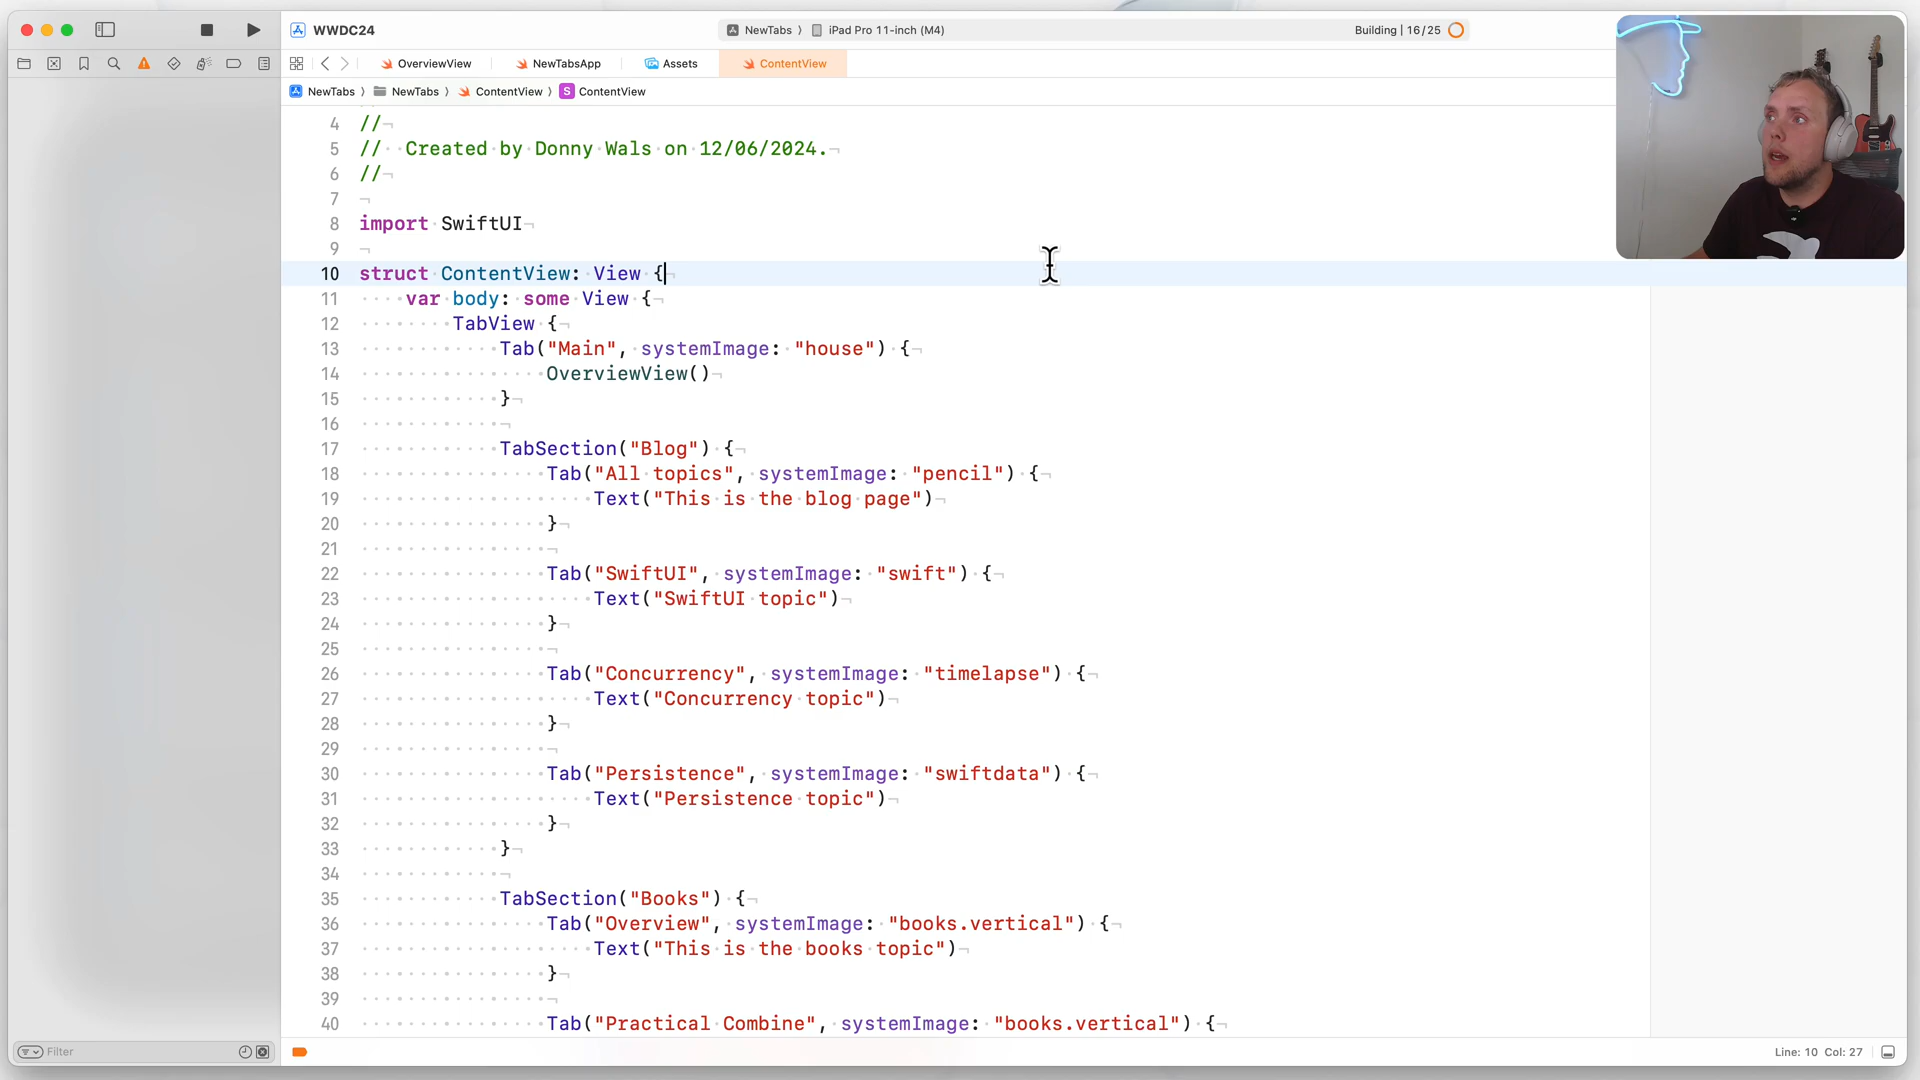 WWDC24
NewTabs 〉 iPad Pro 11-inch (M4)
Building | 16/25
OverviewView
NewTabsApp
Assets
ContentView
NewTabs 〉 NewTabs 〉 ContentView 〉 S ContentView
4 //
5 //  Created by Donny Wals on 12/06/2024.
6 //
7
8 import SwiftUI
9
10 struct ContentView: View {
11     var body: some View {
12         TabView {
13             Tab("Main", systemImage: "house") {
14                 OverviewView()
15             }
16
17             TabSection("Blog") {
18                 Tab("All topics", systemImage: "pencil") {
19                     Text("This is the blog page")
20                 }
21
22                 Tab("SwiftUI", systemImage: "swift") {
23                     Text("SwiftUI topic")
24                 }
25
26                 Tab("Concurrency", systemImage: "timelapse") {
27                     Text("Concurrency topic")
28                 }
29
30                 Tab("Persistence", systemImage: "swiftdata") {
31                     Text("Persistence topic")
32                 }
33             }
34
35             TabSection("Books") {
36                 Tab("Overview", systemImage: "books.vertical") {
37                     Text("This is the books topic")
38                 }
39
40                 Tab("Practical Combine", systemImage: "books.vertical") {
Filter
Line: 10 Col: 27